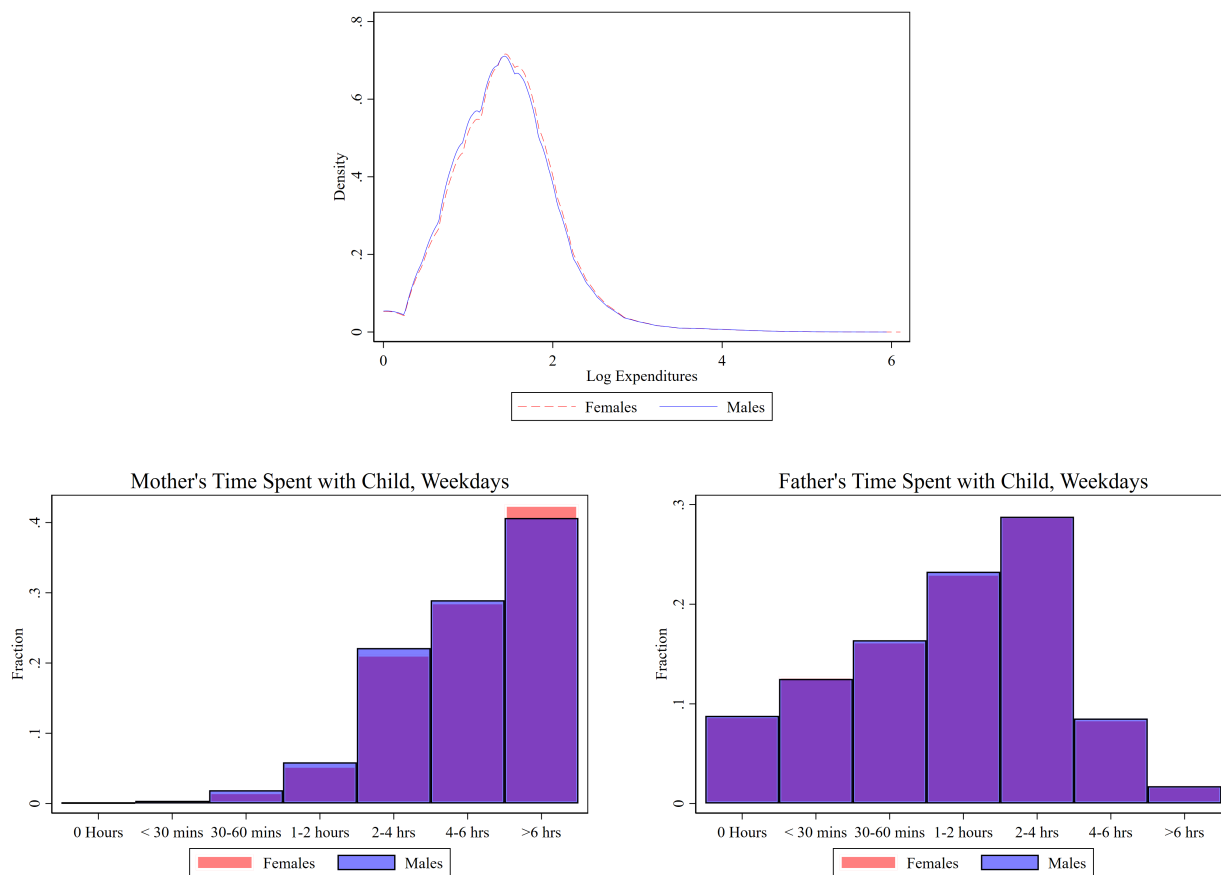 .8
.6
.4
.2
0
Density
0 2 4 6
Log Expenditures
Females Males
Mother's Time Spent with Child, Weekdays
.4
.3
.2
.1
0
Fraction
0 Hours < 30 mins 30-60 mins 1-2 hours 2-4 hrs 4-6 hrs >6 hrs
Females Males
Father's Time Spent with Child, Weekdays
.3
.2
.1
0
Fraction
0 Hours < 30 mins 30-60 mins 1-2 hours 2-4 hrs 4-6 hrs >6 hrs
Females Males